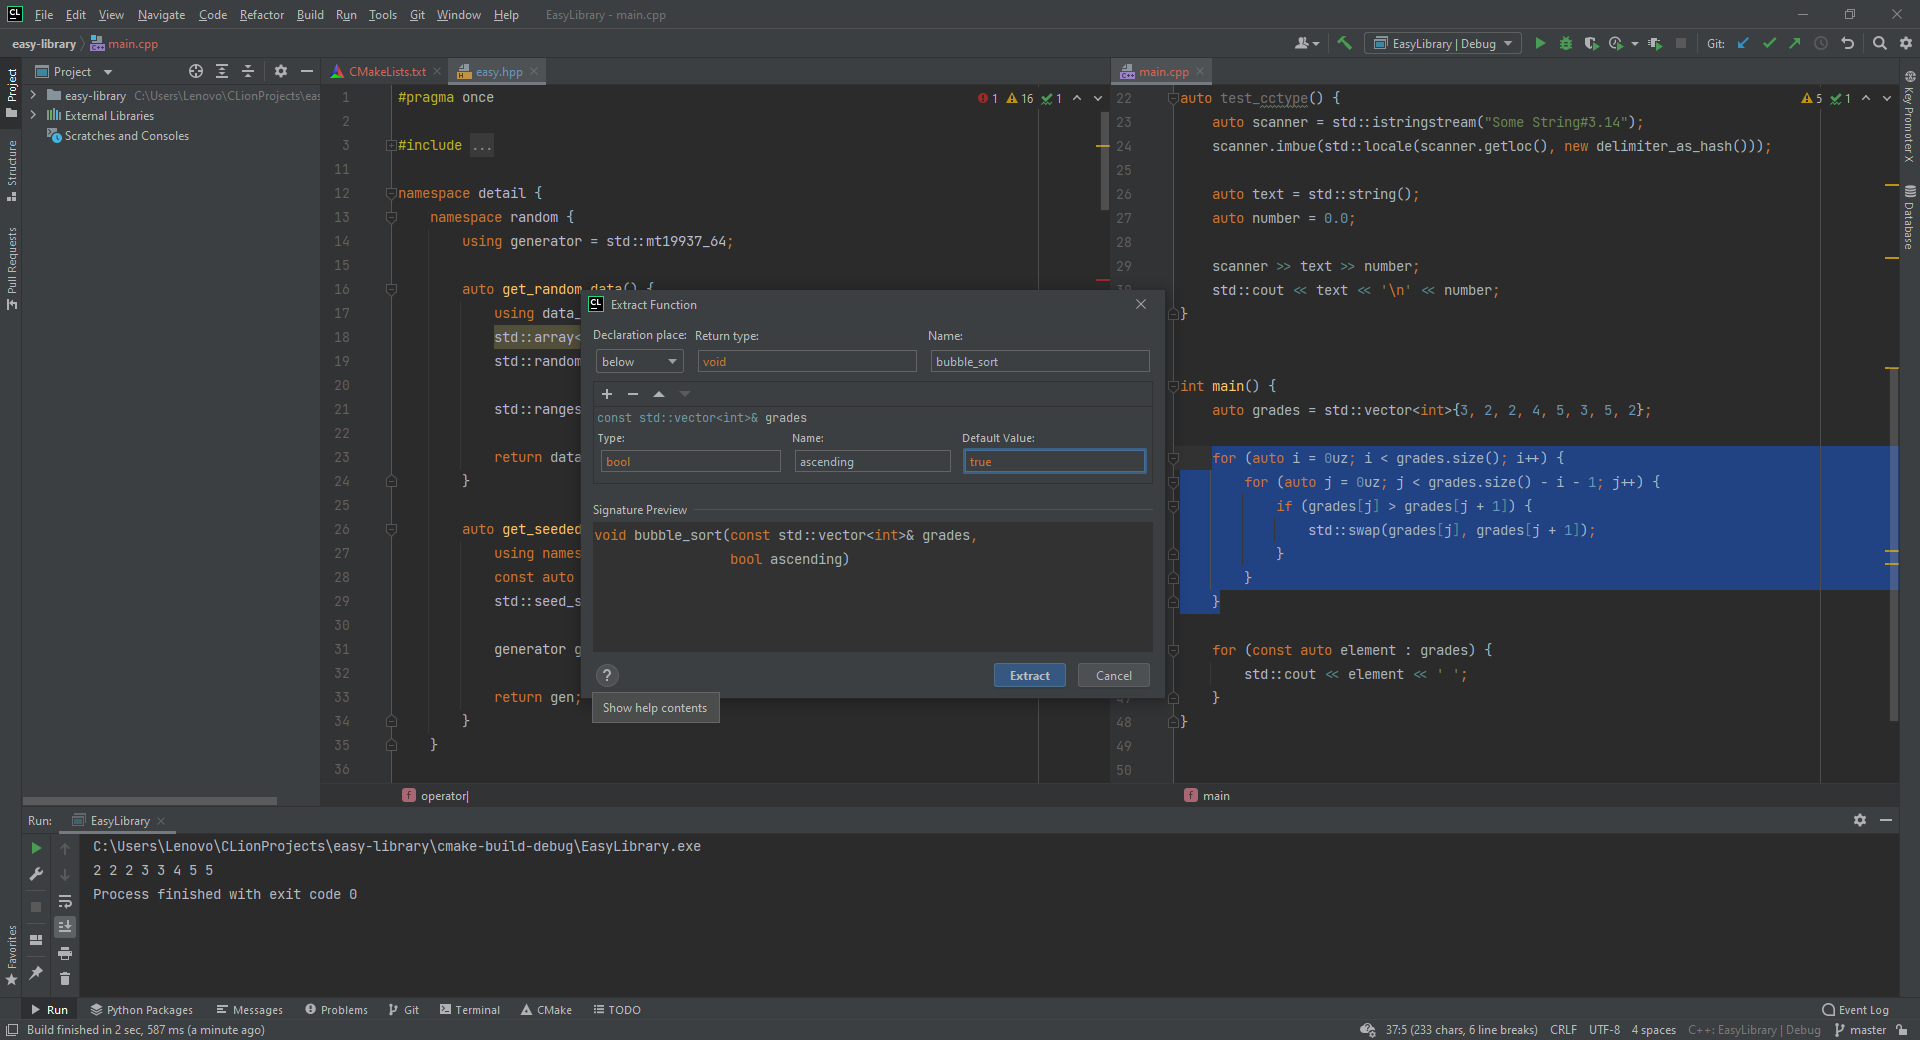 CL File Edit View Navigate Code Refactor Build Run Tools Git Window Help EasyLibrary - main.cpp
easy-library main.cpp
EasyLibrary | Debug Git:
Project
Structure
Pull Requests
Favorites
Project
easy-library C:\Users\Lenovo\CLionProjects\eas
External Libraries
Scratches and Consoles
CMakeLists.txt easy.hpp
1 16 1
1 #pragma once
2
3 #include ...
11
12 namespace detail {
13 namespace random {
14 using generator = std::mt19937_64;
15
16 auto get_random_data() {
17 using data_
18 std::array<
19 std::random
20
21 std::ranges
22
23 return data
24 }
25
26 auto get_seeded
27 using names
28 const auto
29 std::seed_s
30
31 generator g
32
33 return gen;
34 }
35 }
36
operator|
main.cpp
5 1
22 auto test_cctype() {
23 auto scanner = std::istringstream("Some String#3.14");
24 scanner.imbue(std::locale(scanner.getloc(), new delimiter_as_hash()));
25
26 auto text = std::string();
27 auto number = 0.0;
28
29 scanner >> text >> number;
std::cout << text << '\n' << number;
}
int main() {
auto grades = std::vector<int>{3, 2, 2, 4, 5, 3, 5, 2};
for (auto i = 0uz; i < grades.size(); i++) {
for (auto j = 0uz; j < grades.size() - i - 1; j++) {
if (grades[j] > grades[j + 1]) {
std::swap(grades[j], grades[j + 1]);
}
}
}
for (const auto element : grades) {
std::cout << element << ' ';
}
48 }
49
50
main
Key Promoter X
Database
CL Extract Function
Declaration place: Return type: Name:
below void bubble_sort
const std::vector<int>& grades
Type: Name: Default Value:
bool ascending true
Signature Preview
void bubble_sort(const std::vector<int>& grades,
bool ascending)
? Extract Cancel
Show help contents
Run: EasyLibrary
C:\Users\Lenovo\CLionProjects\easy-library\cmake-build-debug\EasyLibrary.exe
2 2 2 3 3 4 5 5
Process finished with exit code 0
Run Python Packages Messages Problems Git Terminal CMake TODO Event Log
Build finished in 2 sec, 587 ms (a minute ago) 37:5 (233 chars, 6 line breaks) CRLF UTF-8 4 spaces C++: EasyLibrary | Debug master